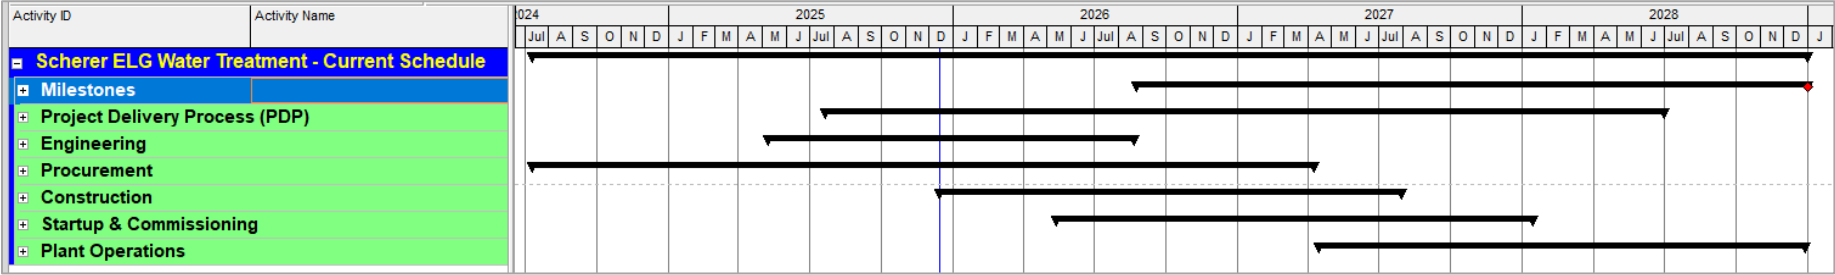 Activity ID Activity Name 2024 2025 2026 2027 2028
Jul A S O N D J F M A M J Jul A S O N D J F M A M J Jul A S O N D J F M A M J Jul A S O N D J F M A M J Jul A S O N D J
Scherer ELG Water Treatment - Current Schedule
Milestones
Project Delivery Process (PDP)
Engineering
Procurement
Construction
Startup & Commissioning
Plant Operations